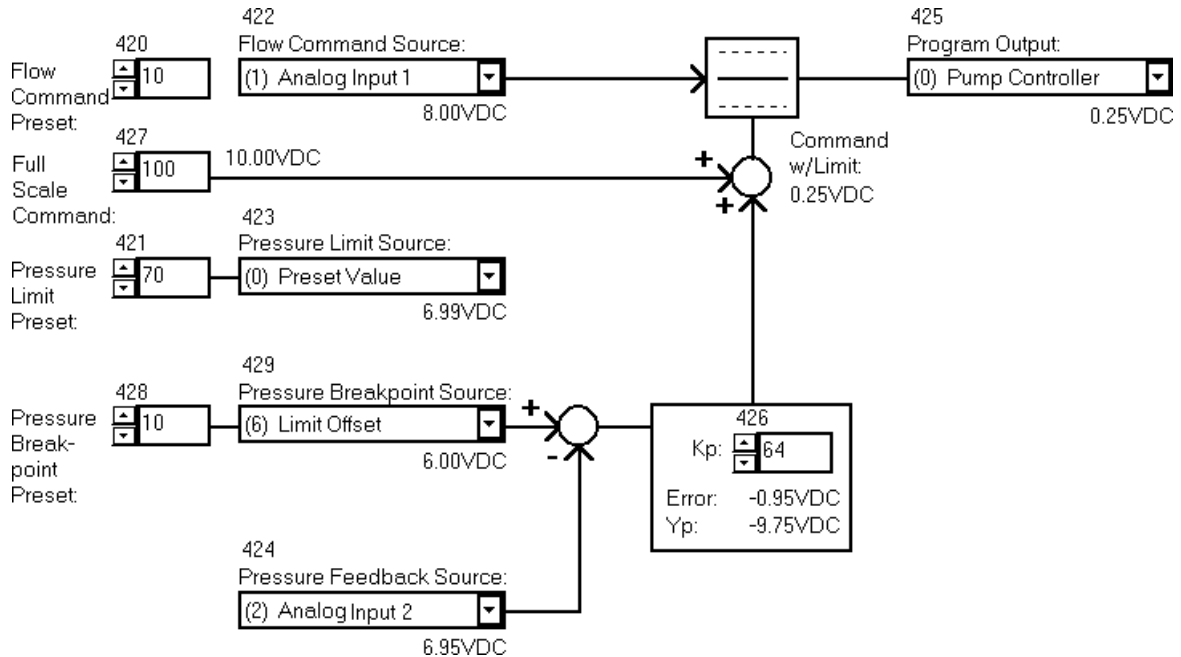 422
Flow Command Source:
(1) Analog Input 1
8.00VDC
425
Program Output:
(0) Pump Controller
0.25VDC
420
Flow
Command
Preset:
10
427
Full
Scale
Command:
100
10.00VDC
+
+
Command
w/Limit:
0.25VDC
423
Pressure Limit Source:
(0) Preset Value
6.99VDC
421
Pressure
Limit
Preset:
70
429
Pressure Breakpoint Source:
(6) Limit Offset
6.00VDC
428
Pressure
Break-
point
Preset:
10
+
-
426
Kp: 64
Error: -0.95VDC
Yp: -9.75VDC
424
Pressure Feedback Source:
(2) Analog Input 2
6.95VDC